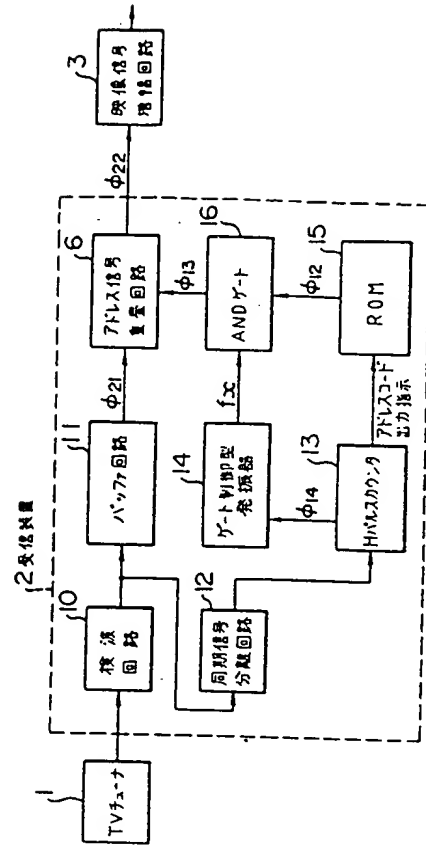 2 受信装置
1
TVチューナ
10
検波
回路
11
バッファ回路
φ21
6
アドレス信号
重畳回路
φ22
3
映像信号
12
同期信号
分離回路
14
ゲート制御型
発振器
fx
16
ANDゲート
φ13
φ14
13
Hパルスカウンタ
アドレスコード
出力指示
15
ROM
φ12